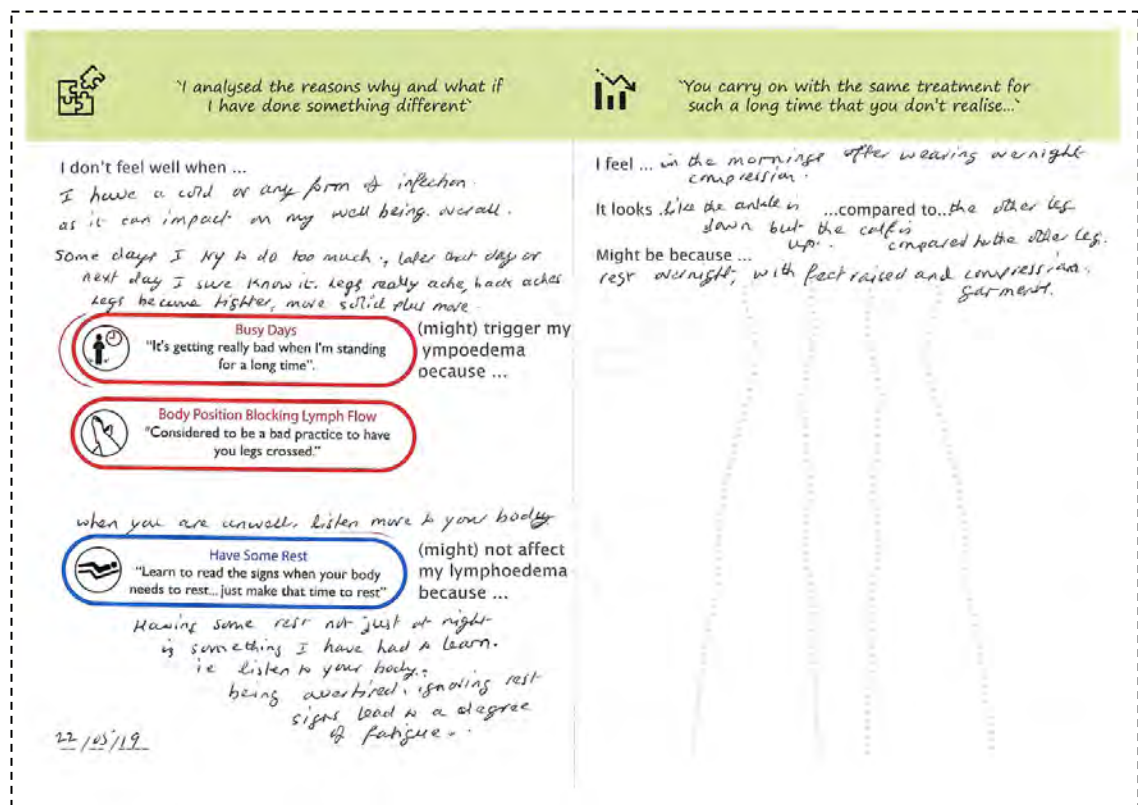 `I analysed the reasons why and what if
I have done something different`
I don't feel well when ...
I have a cold or any form of infection.
as it can impact on my well being. overall.
Some days I try to do too much., later that day or
next day I sure know it. Legs really ache, back aches
Legs become tighter, more solid plus more.
Busy Days
"It's getting really bad when I'm standing
for a long time".
(might) trigger my
ympoedema
because ...
Body Position Blocking Lymph Flow
"Considered to be a bad practice to have
you legs crossed."
when you are unwell, listen more to your body
Have Some Rest
"Learn to read the signs when your body
needs to rest... just make that time to rest"
(might) not affect
my lymphoedema
because ...
Having some rest not just at night
is something I have had to learn.
ie listen to your body..
being overtired, ignoring rest
signs lead to a degree
of fatigue..
22/05/19
`You carry on with the same treatment for
such a long time that you don't realise...`
I feel ... in the mornings after wearing overnight
compression.
It looks .Like the ankle is ...compared to...the other leg
down but the calf is
up.. compared to the other leg.
Might be because ...
rest overnight, with feet raised and compression.
garment.